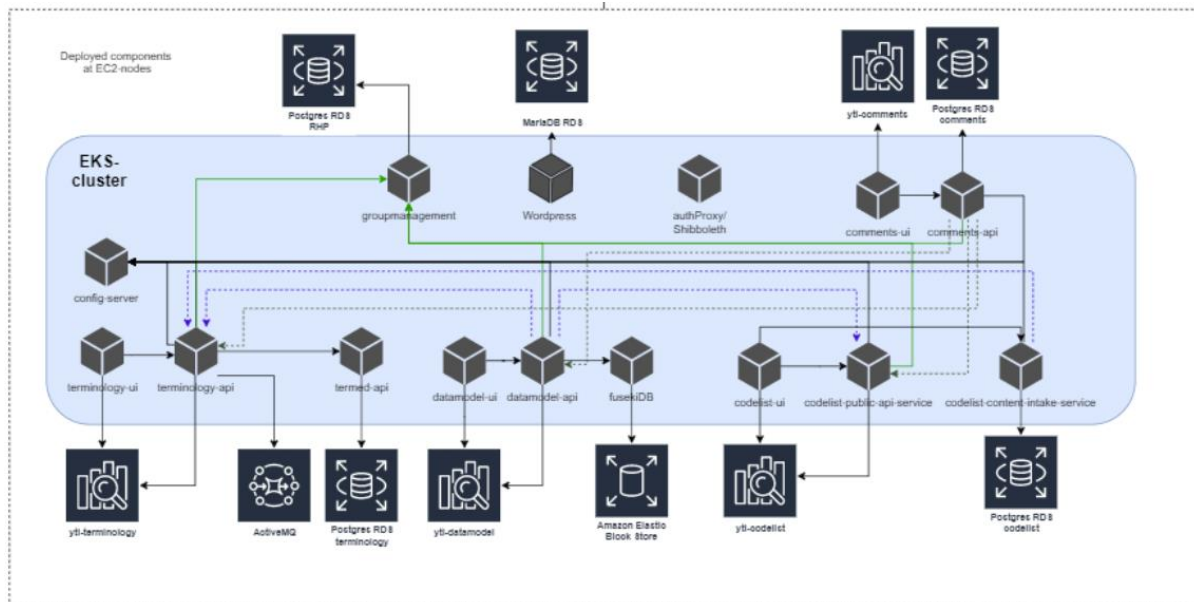 Deployed components
at EC2-nodes
Postgres RDS
RHP
MariaDB RDS
yti-comments
Postgres RDS
comments
EKS-
cluster
groupmanagement
Wordpress
authProxy/
Shibboleth
comments-ui
comments-api
config-server
terminology-ui
terminology-api
termed-api
datamodel-ui
datamodel-api
fusekiDB
codelist-ui
codelist-public-api-service
codelist-content-intake-service
yti-terminology
ActiveMQ
Postgres RDS
terminology
yti-datamodel
Amazon Elastic
Block Store
yti-codelist
Postgres RDS
codelist